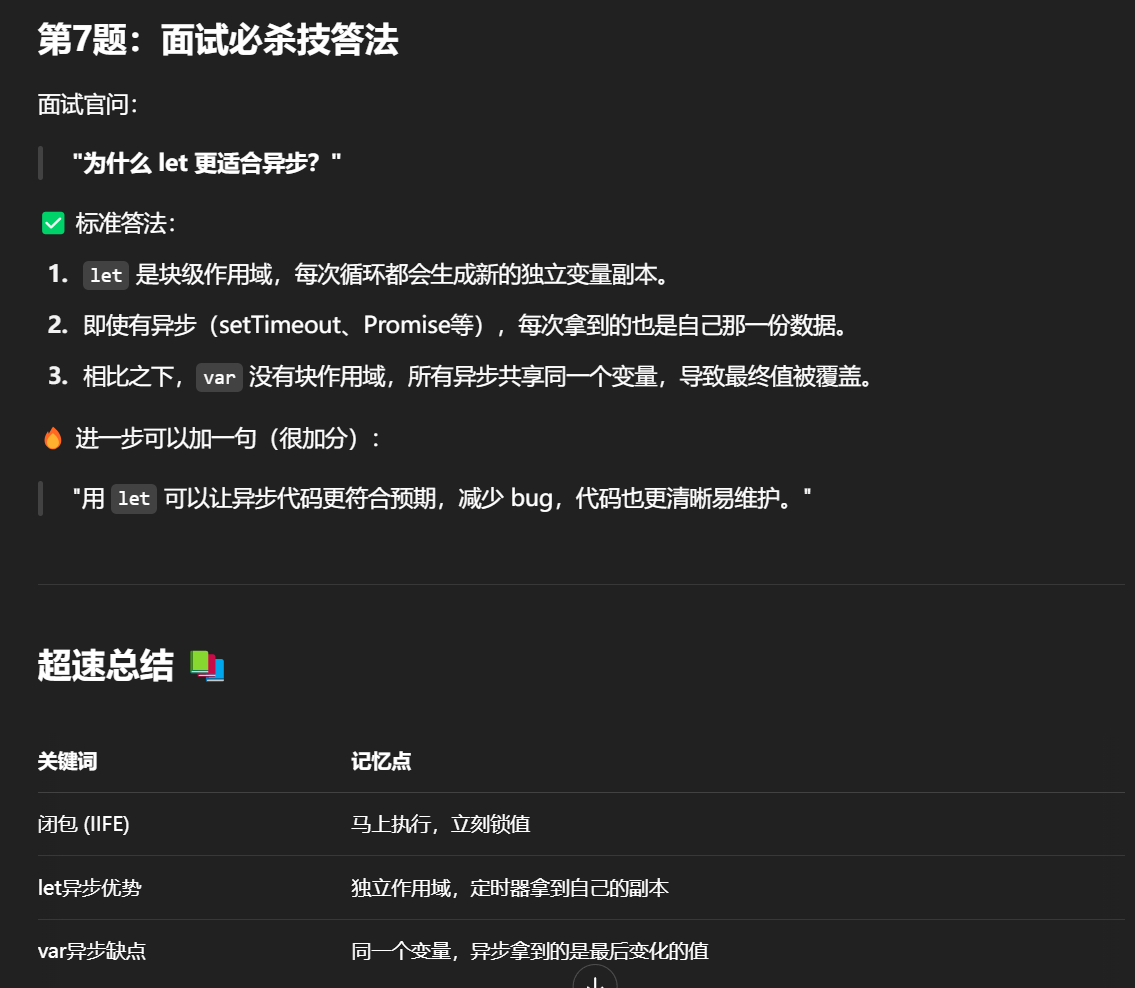 第7题：面试必杀技答法
面试官问：
"为什么 let 更适合异步？"
✅ 标准答法：
1. let 是块级作用域，每次循环都会生成新的独立变量副本。
2. 即使有异步（setTimeout、Promise等），每次拿到的也是自己那一份数据。
3. 相比之下，var 没有块作用域，所有异步共享同一个变量，导致最终值被覆盖。
🔥 进一步可以加一句（很加分）：
"用 let 可以让异步代码更符合预期，减少 bug，代码也更清晰易维护。"
超速总结 📚
关键词 记忆点
闭包 (IIFE) 马上执行，立刻锁值
let异步优势 独立作用域，定时器拿到自己的副本
var异步缺点 同一个变量，异步拿到的是最后变化的值